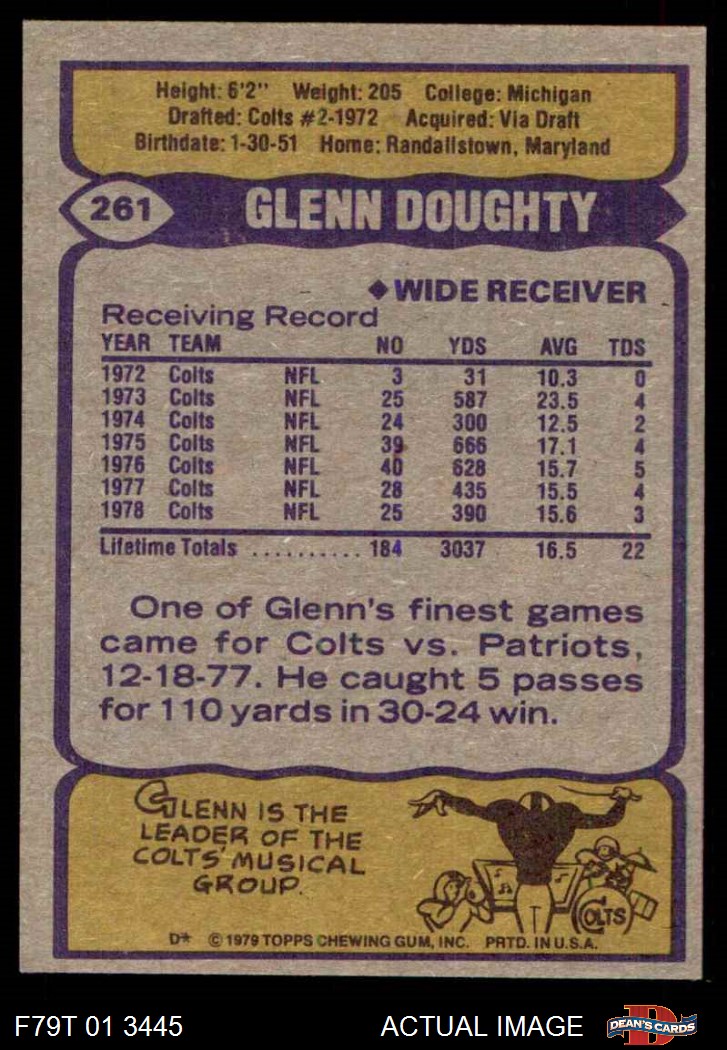 Height: 6'2" Weight: 205 College: Michigan
Drafted: Colts #2-1972 Acquired: Via Draft
Birthdate: 1-30-51 Home: Randallstown, Maryland
261 GLENN DOUGHTY
◆ WIDE RECEIVER
Receiving Record
YEAR TEAM NO YDS AVG TDS
1972 Colts NFL 3 31 10.3 0
1973 Colts NFL 25 587 23.5 4
1974 Colts NFL 24 300 12.5 2
1975 Colts NFL 39 666 17.1 4
1976 Colts NFL 40 628 15.7 5
1977 Colts NFL 28 435 15.5 4
1978 Colts NFL 25 390 15.6 3
Lifetime Totals .......... 184 3037 16.5 22
One of Glenn's finest games
came for Colts vs. Patriots,
12-18-77. He caught 5 passes
for 110 yards in 30-24 win.
GLENN IS THE
LEADER OF THE
COLTS' MUSICAL
GROUP.
COLTS
D* © 1979 TOPPS CHEWING GUM, INC. PRTD. IN U.S.A.
F79T 01 3445 ACTUAL IMAGE D DEAN'S CARDS